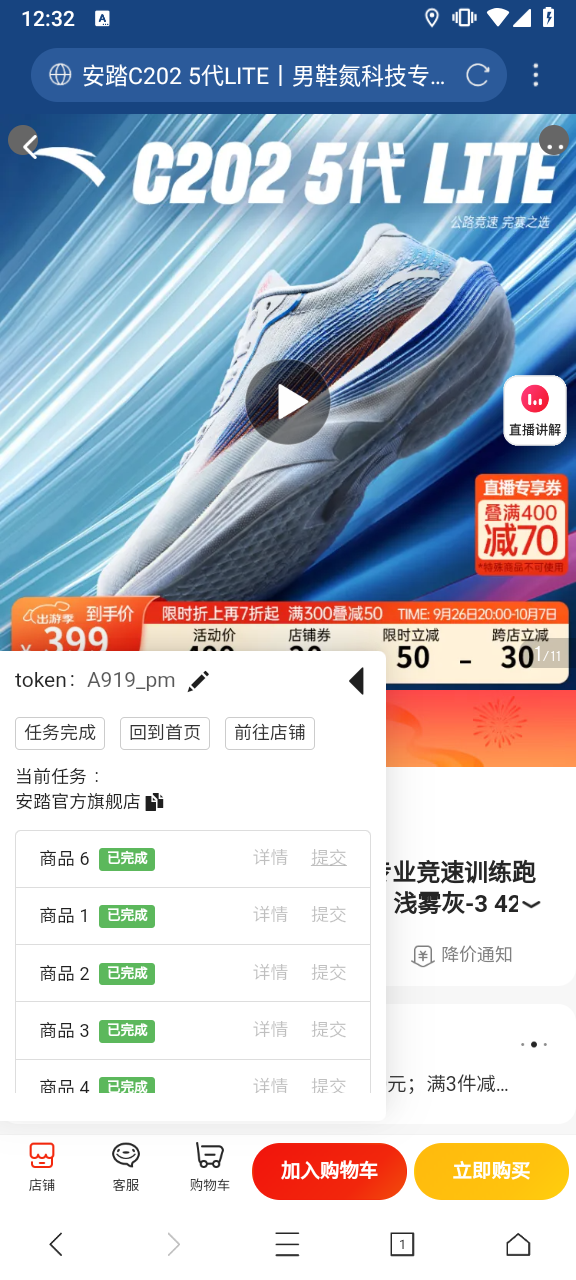 12:32
安踏C202 5代LITE丨男鞋氮科技专...
C202 5代 LITE
公路竞速 完赛之选
直播讲解
直播专享券
叠满400
减70
*特殊商品不可使用
出游季 到手价 限时折上再7折起 满300叠减50 TIME: 9月26日20:00-10月7日
¥399
活动价 店铺券 限时立减 跨店立减
50 - 30
1/11
token: A919_pm
任务完成 回到首页 前往店铺
当前任务：
安踏官方旗舰店
商品 6 已完成 详情 提交
商品 1 已完成 详情 提交
商品 2 已完成 详情 提交
商品 3 已完成 详情 提交
商品 4 已完成 详情 提交
业竞速训练跑
浅雾灰-3 42
降价通知
元；满3件减...
店铺 客服 购物车 加入购物车 立即购买
1